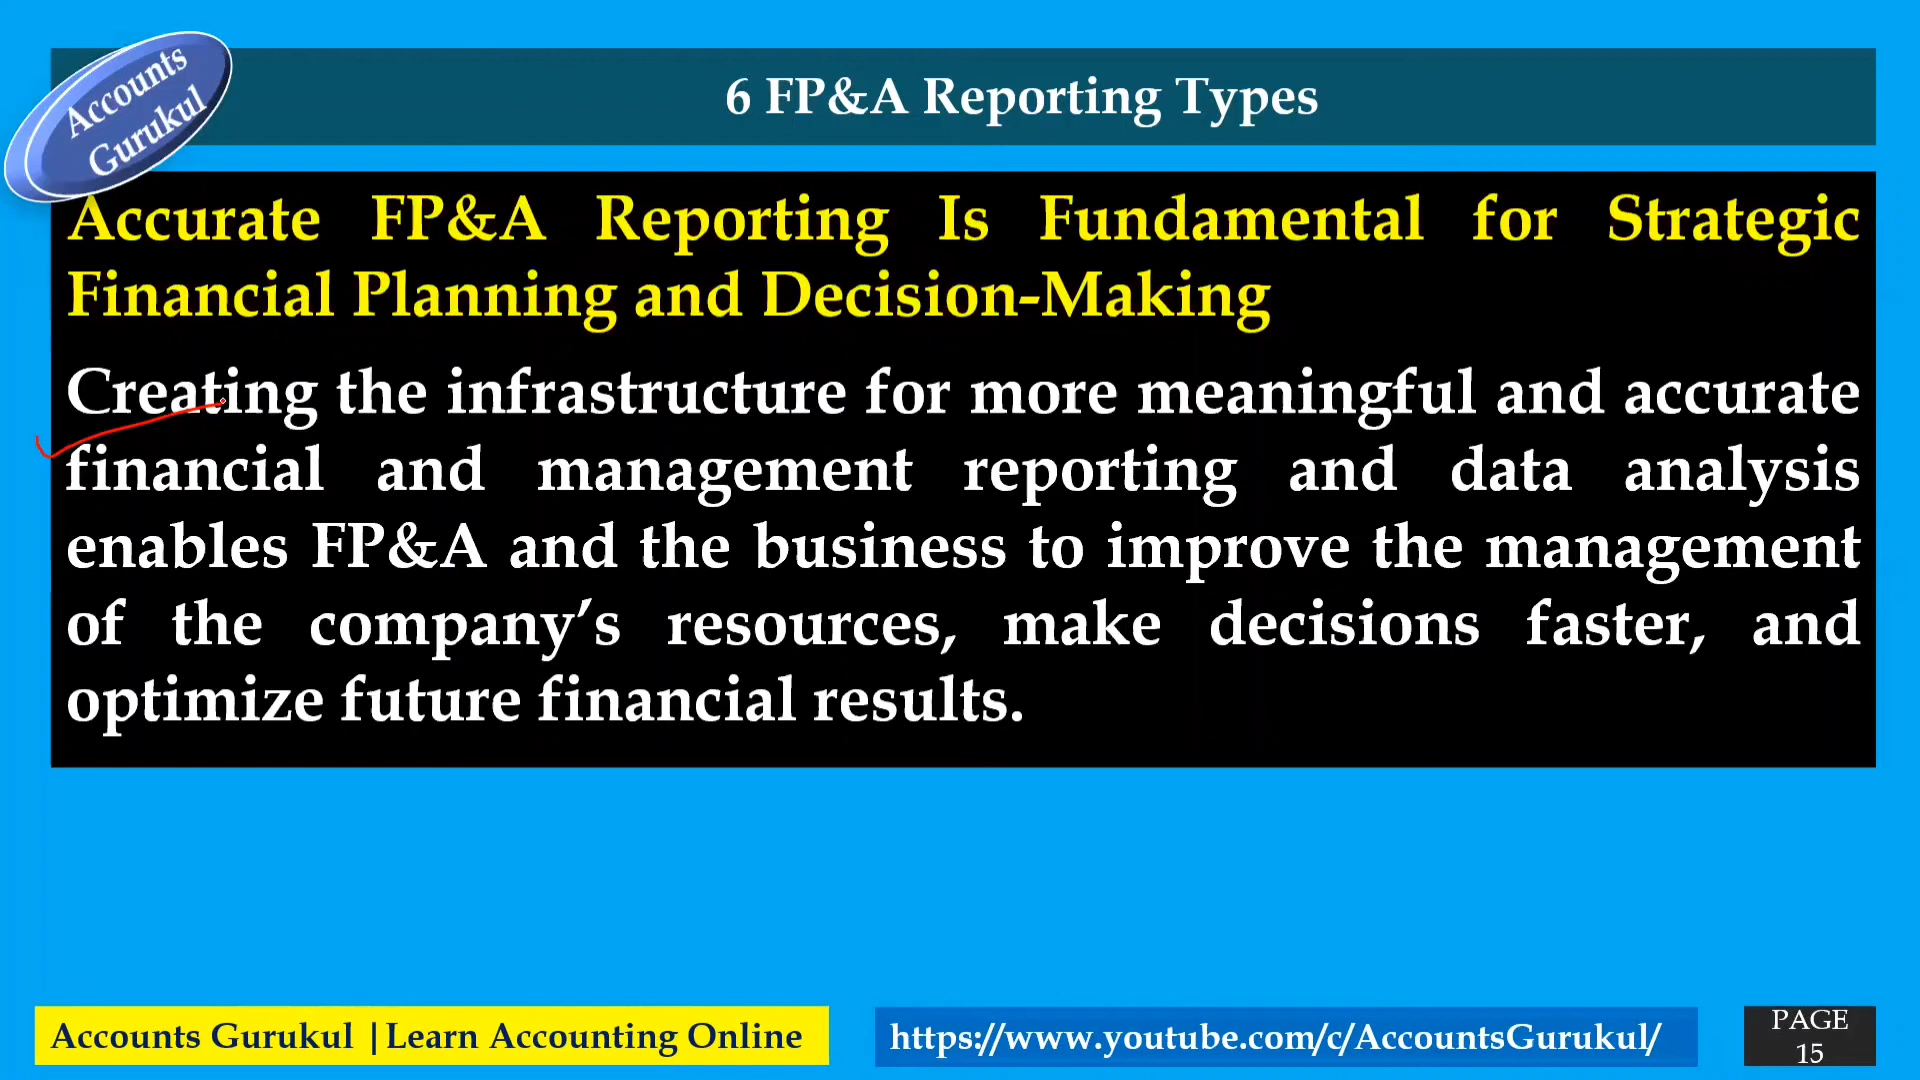 Accounts
Gurukul
6 FP&A Reporting Types
Accurate FP&A Reporting Is Fundamental for Strategic
Financial Planning and Decision-Making
Creating the infrastructure for more meaningful and accurate
financial and management reporting and data analysis
enables FP&A and the business to improve the management
of the company’s resources, make decisions faster, and
optimize future financial results.
Accounts Gurukul | Learn Accounting Online
https://www.youtube.com/c/AccountsGurukul/
PAGE
15